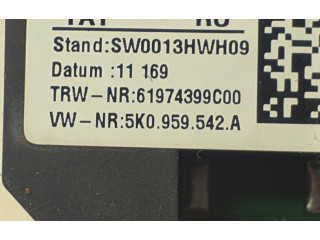 Stand:SW0013HWH09
Datum :11 169
TRW-NR:61974399C00
VW-NR:5K0.959.542.A